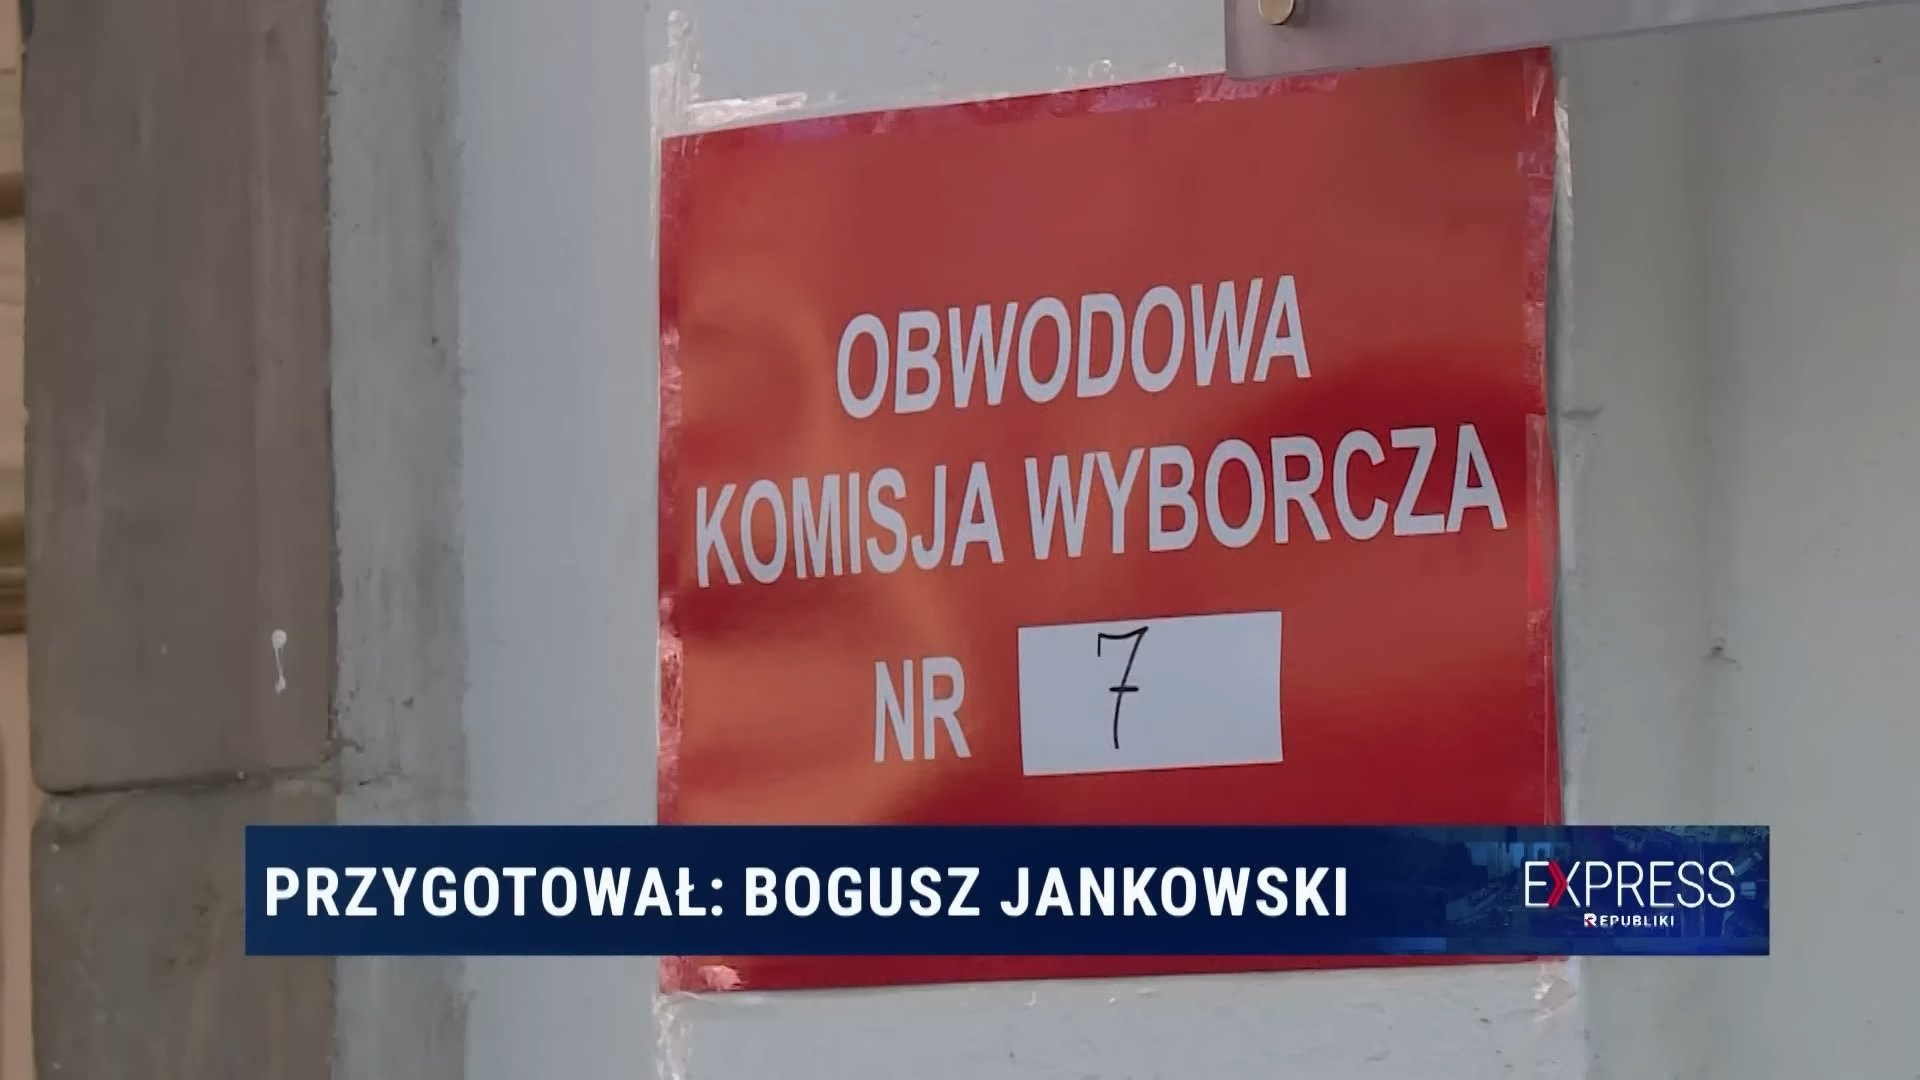 OBWODOWA
KOMISJA WYBORCZA
NR 7
PRZYGOTOWAŁ: BOGUSZ JANKOWSKI
EXPRESS
REPUBLIKI